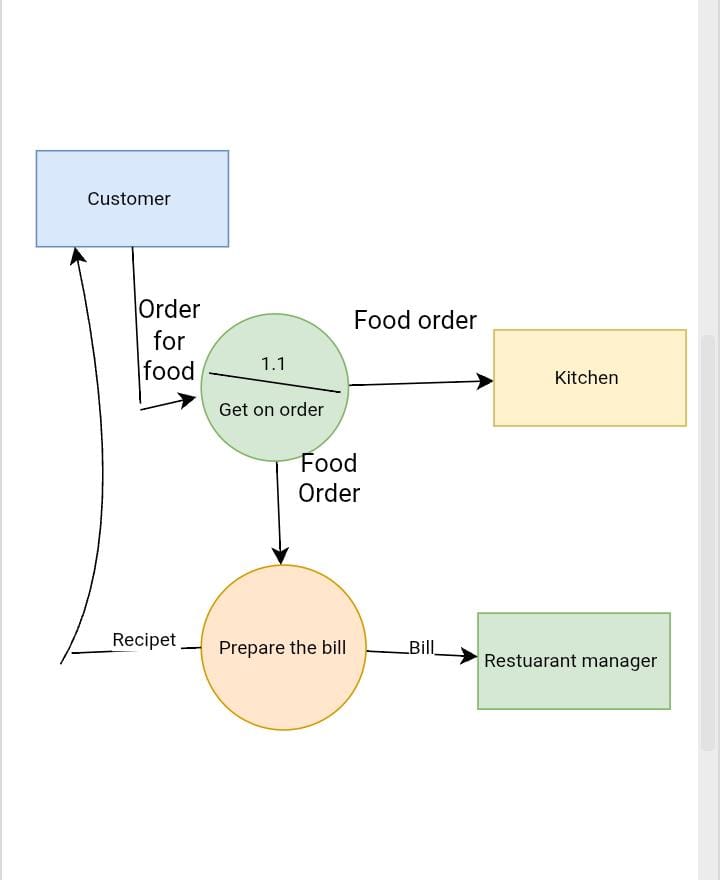 Customer
Order
for
food
Food order
1.1
Get on order
Kitchen
Food
Order
Recipet
Prepare the bill
Bill
Restuarant manager